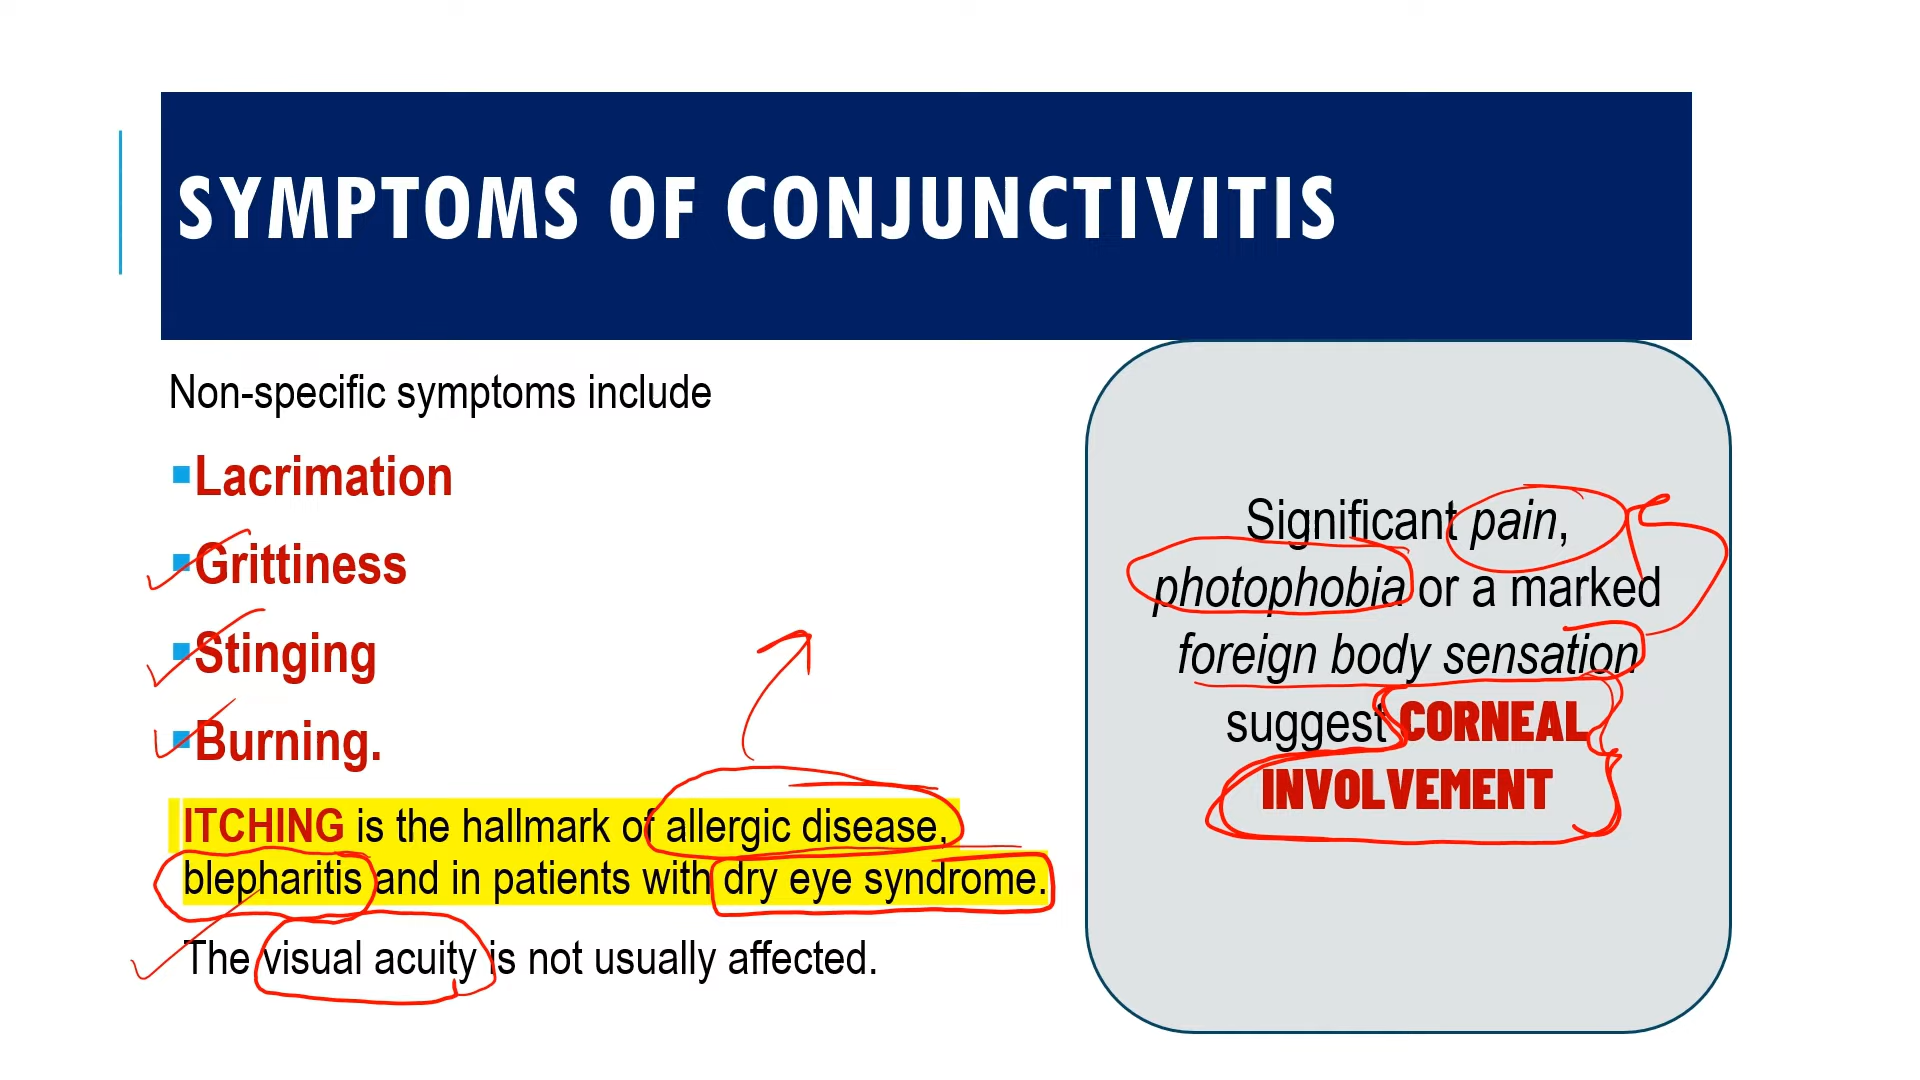 SYMPTOMS OF CONJUNCTIVITIS
Non-specific symptoms include
▪Lacrimation
▪Grittiness
▪Stinging
▪Burning.
ITCHING is the hallmark of allergic disease,
blepharitis and in patients with dry eye syndrome.
The visual acuity is not usually affected.
Significant pain,
photophobia or a marked
foreign body sensation
suggest CORNEAL
INVOLVEMENT